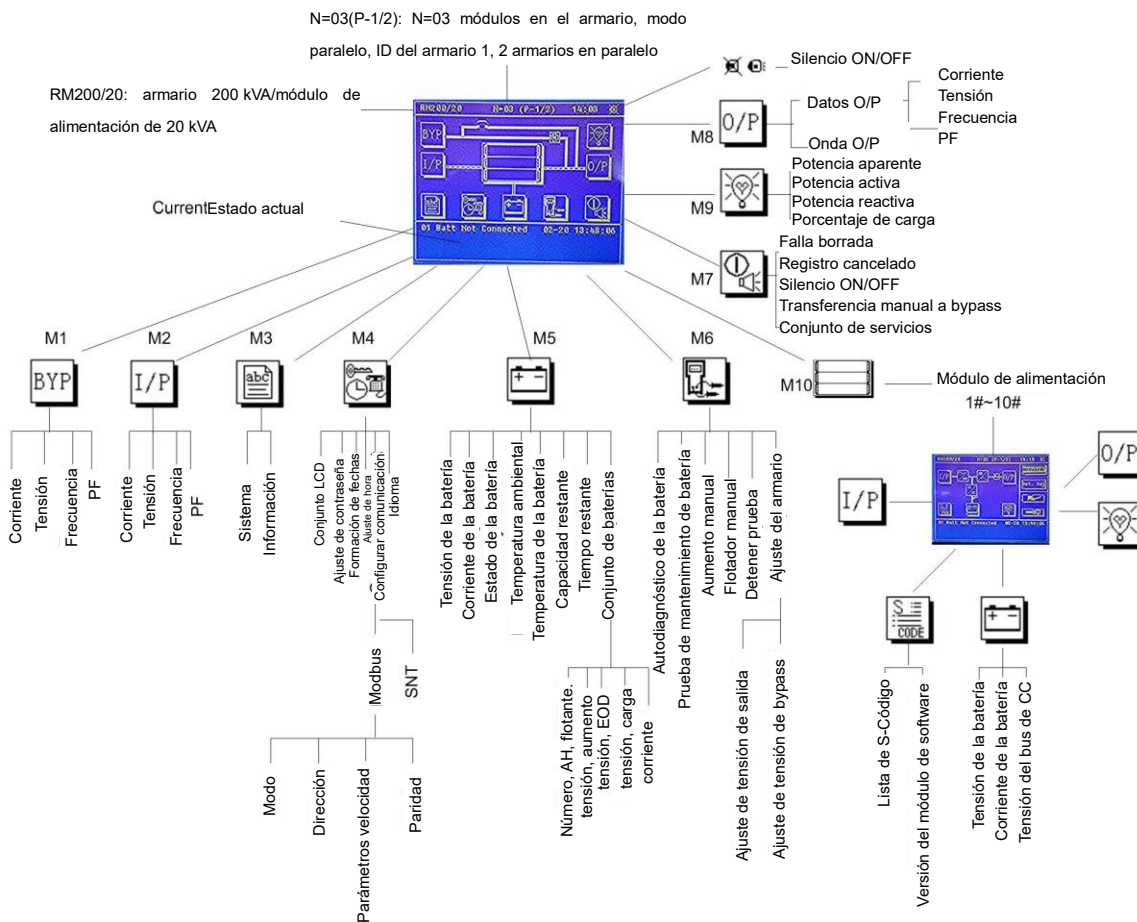 N=03(P-1/2): N=03 módulos en el armario, modo
paralelo, ID del armario 1, 2 armarios en paralelo
RM200/20: armario 200 kVA/módulo de
alimentación de 20 kVA
RM200/20 N=03 (P-1/2) 14:03
BYP
I/P
O/P
01 Batt Not Connected 02-20 13:48:06
CurrentEstado actual
Silencio ON/OFF
M8
O/P
Datos O/P
Corriente
Tensión
Frecuencia
PF
Onda O/P
M9
Potencia aparente
Potencia activa
Potencia reactiva
Porcentaje de carga
M7
Falla borrada
Registro cancelado
Silencio ON/OFF
Transferencia manual a bypass
Conjunto de servicios
M1
BYP
Corriente
Tensión
Frecuencia
PF
M2
I/P
Corriente
Tensión
Frecuencia
PF
M3
abc
Sistema
Información
M4
Conjunto LCD
Ajuste de contraseña
Formación de fechas
Ajuste de hora
Configurar comunicación
Idioma
Modbus
SNT
Modo
Dirección
Parámetros velocidad
Paridad
M5
Tensión de la batería
Corriente de la batería
Estado de la batería
Temperatura ambiental
Temperatura de la batería
Capacidad restante
Tiempo restante
Conjunto de baterías
Número, AH, flotante.
tensión, aumento
tensión, EOD
tensión, carga
corriente
M6
Autodiagnóstico de la batería
Prueba de mantenimiento de batería
Aumento manual
Flotador manual
Detener prueba
Ajuste del armario
Ajuste de tensión de salida
Ajuste de tensión de bypass
M10
Módulo de alimentación
1#~10#
I/P
O/P
01 Batt Not Connected
S
CODE
Lista de S-Código
Versión del módulo de software
Tensión de la batería
Corriente de la batería
Tensión del bus de CC